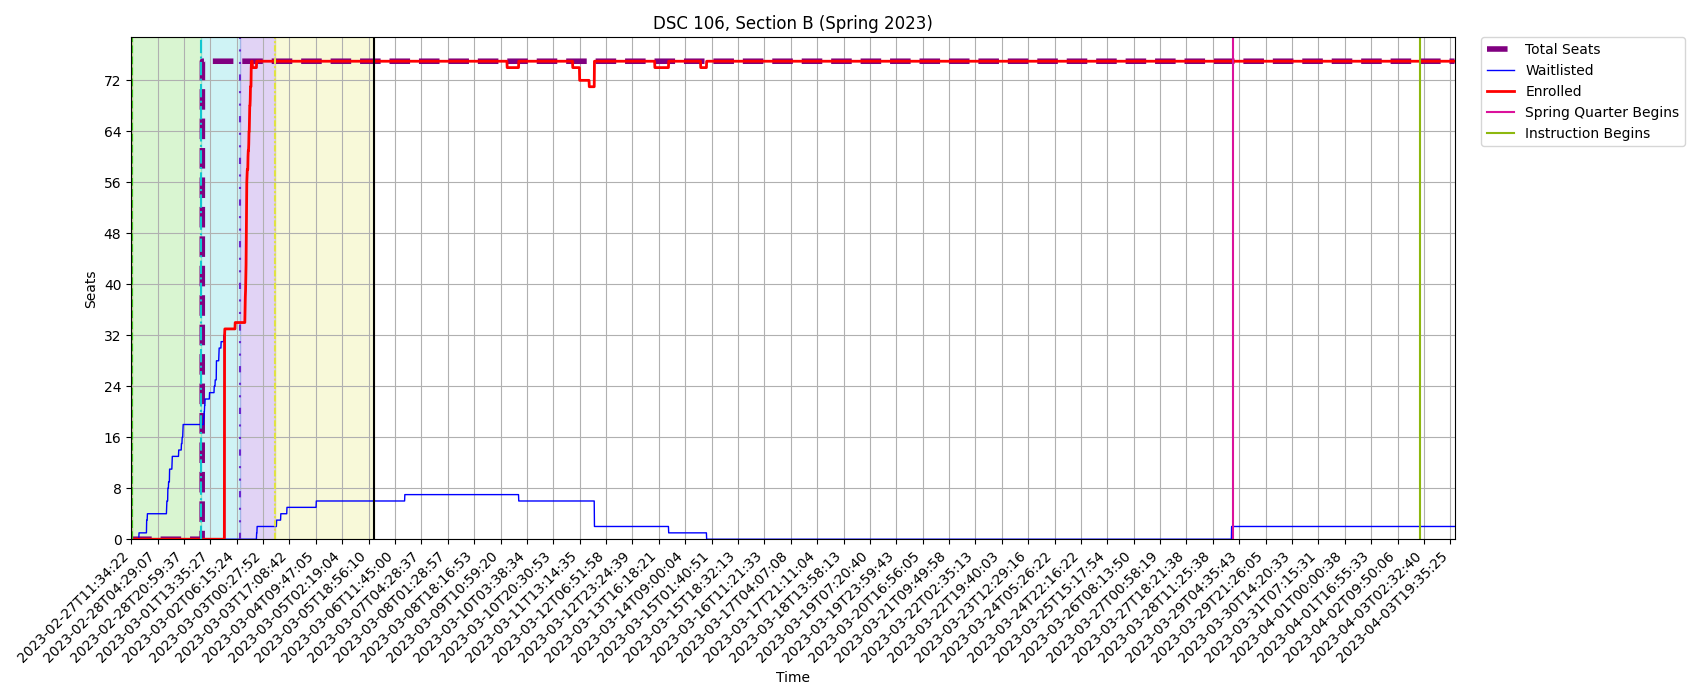 DSC 106, Section B (Spring 2023)
Total Seats
Waitlisted
Enrolled
Spring Quarter Begins
Instruction Begins
Seats
72
64
56
48
40
32
24
16
8
0
2023-02-27T11:34:22
2023-02-28T04:29:07
2023-02-28T20:59:37
2023-03-01T13:35:27
2023-03-02T06:15:24
2023-03-03T00:27:52
2023-03-03T17:08:42
2023-03-04T09:47:05
2023-03-05T02:19:04
2023-03-05T18:56:10
2023-03-06T11:45:00
2023-03-07T04:28:37
2023-03-08T01:28:57
2023-03-08T18:16:53
2023-03-09T10:59:20
2023-03-10T03:38:34
2023-03-10T20:30:53
2023-03-11T13:14:35
2023-03-12T06:51:58
2023-03-12T23:24:39
2023-03-13T16:18:21
2023-03-14T09:00:04
2023-03-15T01:40:51
2023-03-15T18:32:13
2023-03-16T11:21:33
2023-03-17T04:07:08
2023-03-17T21:11:04
2023-03-18T13:58:13
2023-03-19T07:20:40
2023-03-19T23:59:43
2023-03-20T16:56:05
2023-03-21T09:49:58
2023-03-22T02:35:13
2023-03-22T19:40:03
2023-03-23T12:29:16
2023-03-24T05:26:22
2023-03-24T22:16:22
2023-03-25T15:17:54
2023-03-26T08:13:50
2023-03-27T00:58:19
2023-03-27T18:21:38
2023-03-28T11:25:38
2023-03-29T04:35:43
2023-03-29T21:26:05
2023-03-30T14:20:33
2023-03-31T07:15:31
2023-04-01T00:00:38
2023-04-01T16:55:33
2023-04-02T09:50:06
2023-04-03T02:32:40
2023-04-03T19:35:25
Time